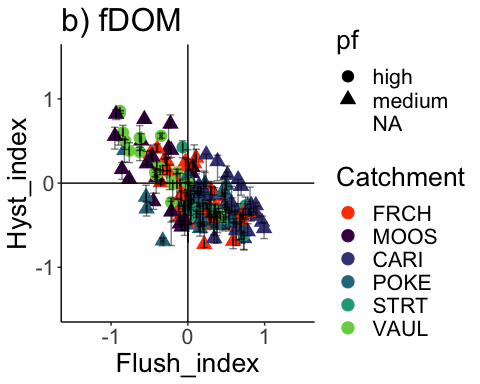 b) fDOM
Hyst_index
1
0
-1
-1
0
1
Flush_index
pf
high
medium
NA
Catchment
FRCH
MOOS
CARI
POKE
STRT
VAUL